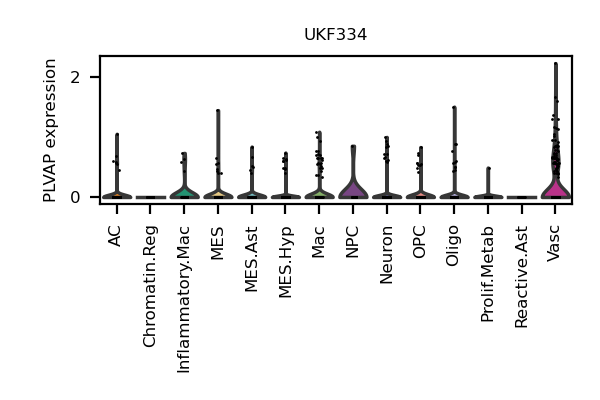 UKF334
PLVAP expression
2
0
AC
Chromatin.Reg
Inflammatory.Mac
MES
MES.Ast
MES.Hyp
Mac
NPC
Neuron
OPC
Oligo
Prolif.Metab
Reactive.Ast
Vasc